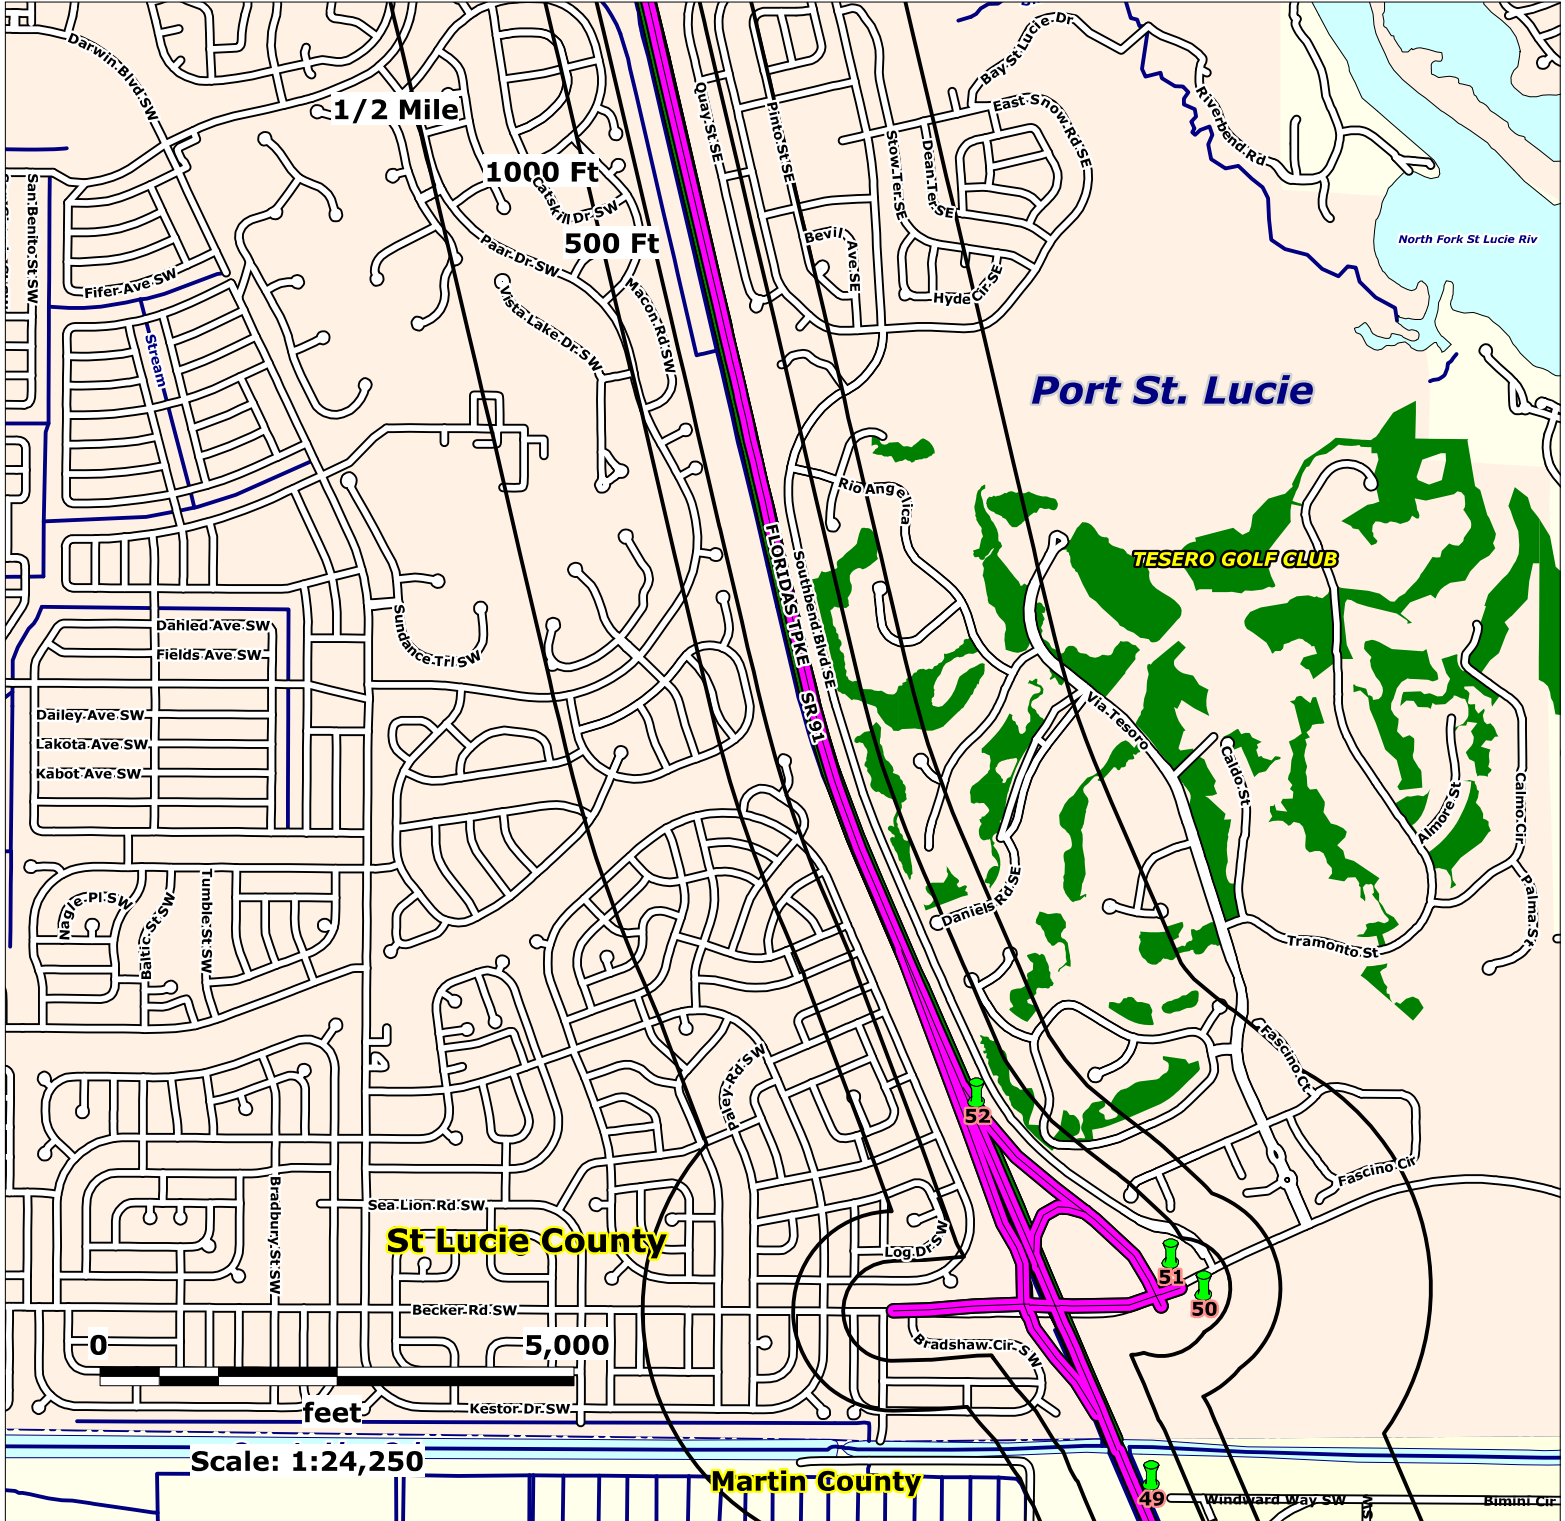 Darwin Blvd SW
1/2 Mile
1000 Ft
500 Ft
Catskill Dr SW
Paar Dr SW
Vista Lake Dr SW
Macon Rd SW
Quay St SE
Pinto St SE
Bay St Lucie Dr
East Snow Rd SE
Riverbend Rd
Stow Ter SE
Dean Ter SE
Bevil Ave SE
Hyde Cir SE
North Fork St Lucie Riv
San Benito St SW
Fifer Ave SW
Stream
Port St. Lucie
Rio Angelica
TESERO GOLF CLUB
FLORIDAS TPKE SR 91
Southbend Blvd SE
Sundance Trl SW
Dahled Ave SW
Fields Ave SW
Dailey Ave SW
Lakota Ave SW
Kabot Ave SW
Via Tesoro
Caldo St
Almore St
Calmo Cir
Palma St
Nagle Pl SW
Baltic St SW
Tumble St SW
Daniels Rd SE
Tramonto St
Fascino Ct
Paley Rd SW
52
Fascino Cir
Bradbury St SW
Sea Lion Rd SW
St Lucie County
Log Dr SW
51
50
Becker Rd SW
Bradshaw Cir SW
0
5,000
feet
Kestor Dr SW
Scale: 1:24,250
Martin County
49
Windward Way SW
Bimini Cir
SW